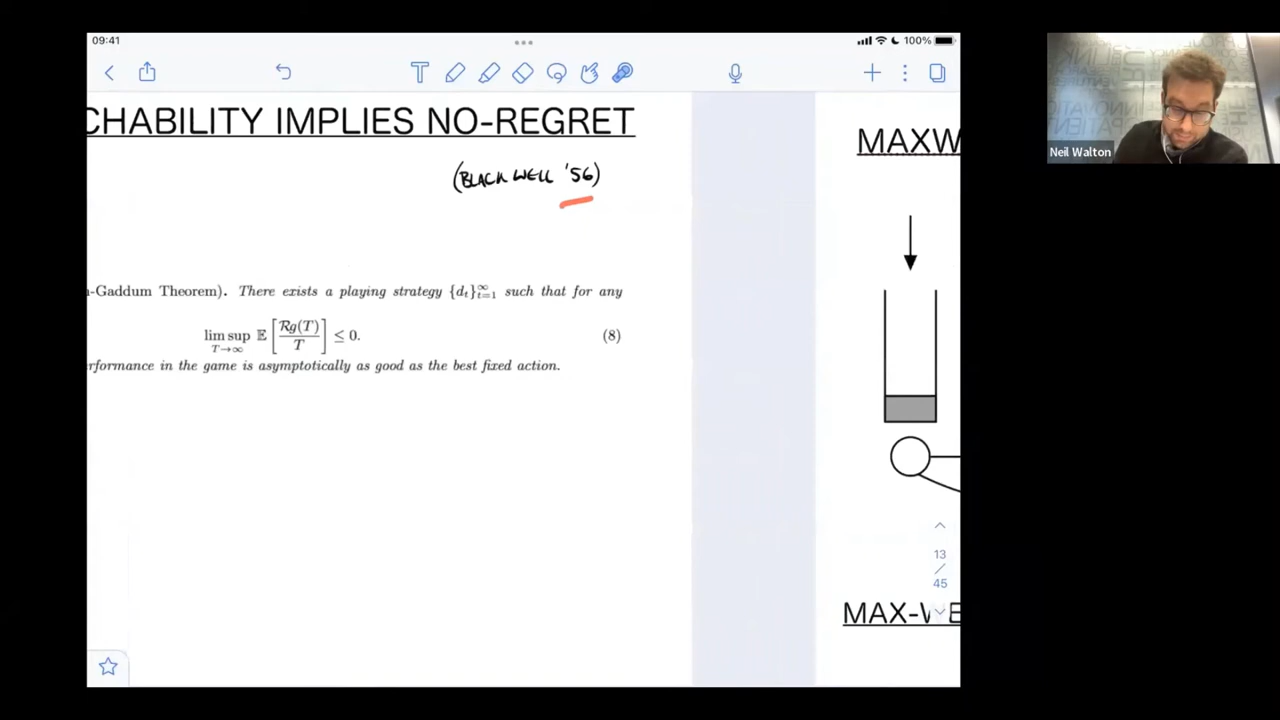 09:41
100%
CHABILITY IMPLIES NO-REGRET
(BLACKWELL '56)
n-Gaddum Theorem). There exists a playing strategy {d_t}_{t=1}^∞ such that for any
lim sup_{T→∞} 𝔼 [ Rg(T) / T ] ≤ 0. (8)
rformance in the game is asymptotically as good as the best fixed action.
MAXW
13
/
45
MAX-WE
Neil Walton